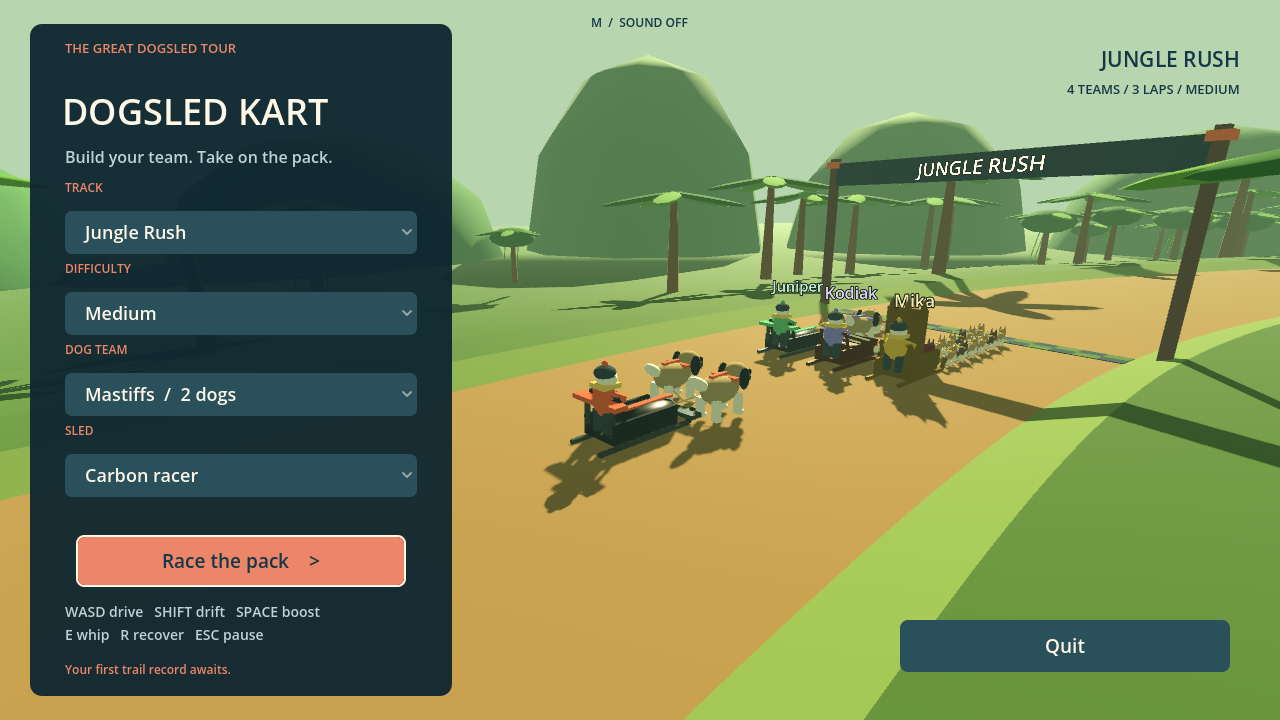 M / SOUND OFF
THE GREAT DOGSLED TOUR
DOGSLED KART
Build your team. Take on the pack.
TRACK
Jungle Rush
DIFFICULTY
Medium
DOG TEAM
Mastiffs / 2 dogs
SLED
Carbon racer
Race the pack >
WASD drive SHIFT drift SPACE boost
E whip R recover ESC pause
Your first trail record awaits.
JUNGLE RUSH
4 TEAMS / 3 LAPS / MEDIUM
JUNGLE RUSH
Juniper
Kodiak
Mika
Quit